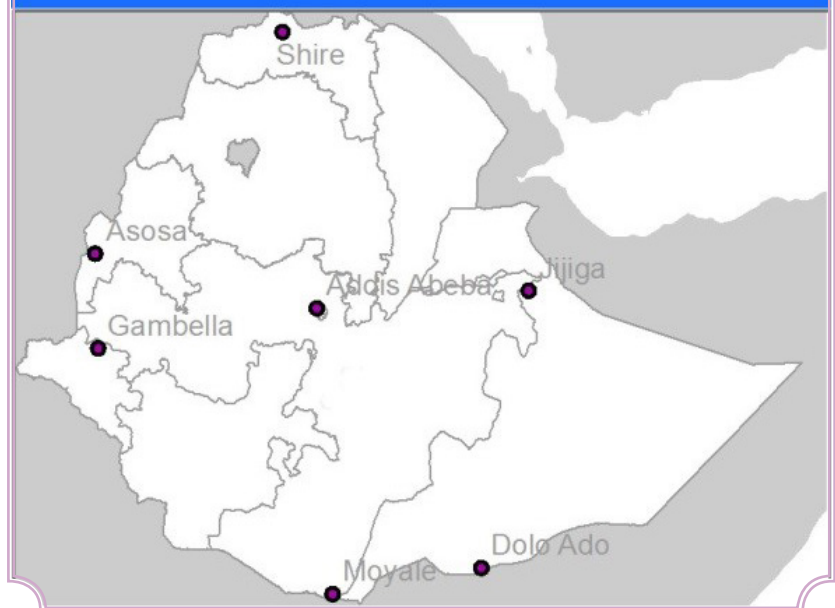 Shire
Asosa
Addis Abeba
Jijiga
Gambella
Dolo Ado
Moyale